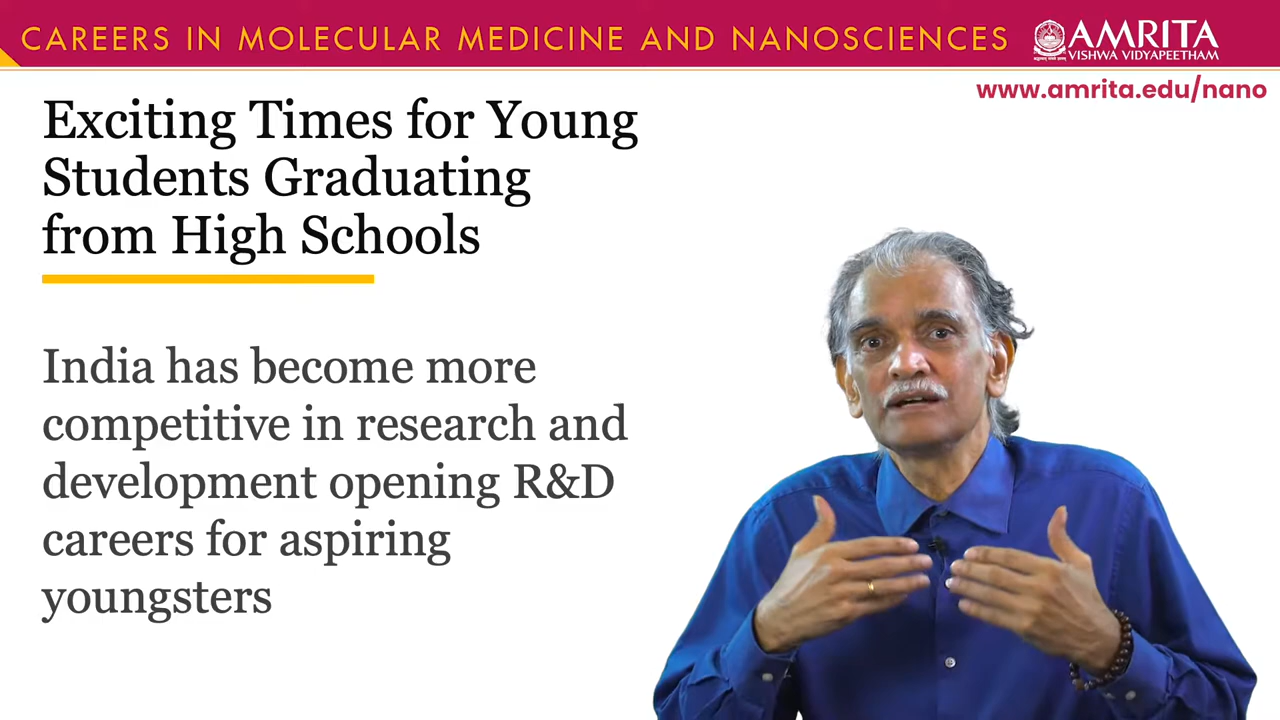 CAREERS IN MOLECULAR MEDICINE AND NANOSCIENCES
AMRITA
VISHWA VIDYAPEETHAM
www.amrita.edu/nano
Exciting Times for Young
Students Graduating
from High Schools
India has become more
competitive in research and
development opening R&D
careers for aspiring
youngsters